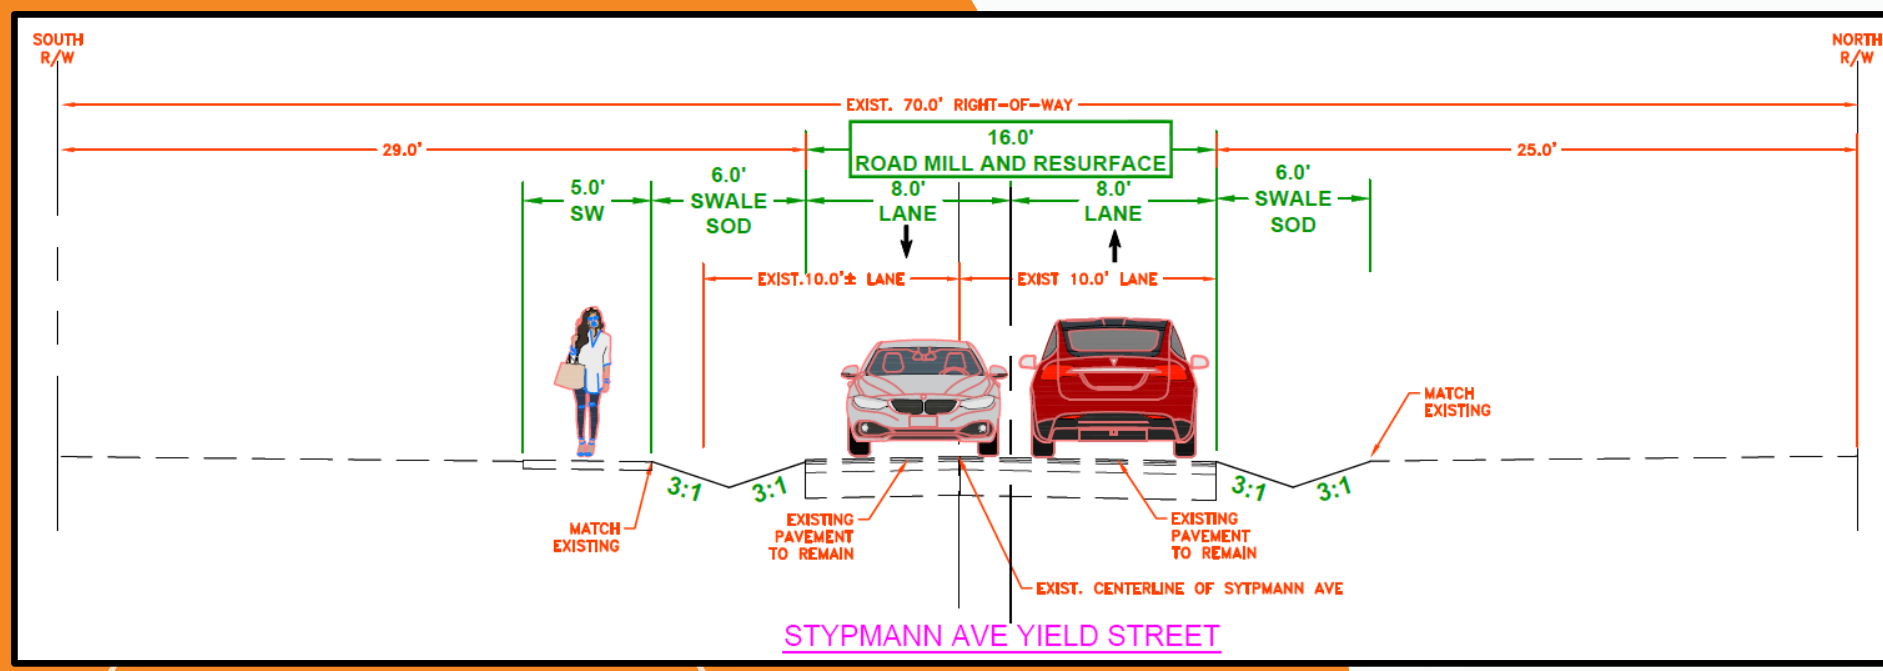 SOUTH
R/W
NORTH
R/W
EXIST. 70.0' RIGHT-OF-WAY
29.0'
16.0'
ROAD MILL AND RESURFACE
25.0'
5.0'
SW
6.0'
SWALE
SOD
8.0'
LANE
8.0'
LANE
6.0'
SWALE
SOD
EXIST.10.0'± LANE
EXIST 10.0' LANE
MATCH
EXISTING
3:1
3:1
3:1
3:1
MATCH
EXISTING
EXISTING
PAVEMENT
TO REMAIN
EXISTING
PAVEMENT
TO REMAIN
EXIST. CENTERLINE OF SYTPMANN AVE
STYPMANN AVE YIELD STREET